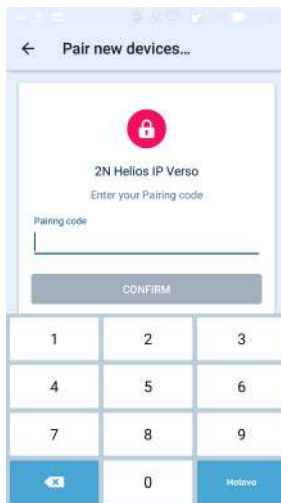 Pair new devices...
2N Helios IP Verso
Enter your Pairing code
Pairing code
CONFIRM
1 2 3
4 5 6
7 8 9
0 Hotovo